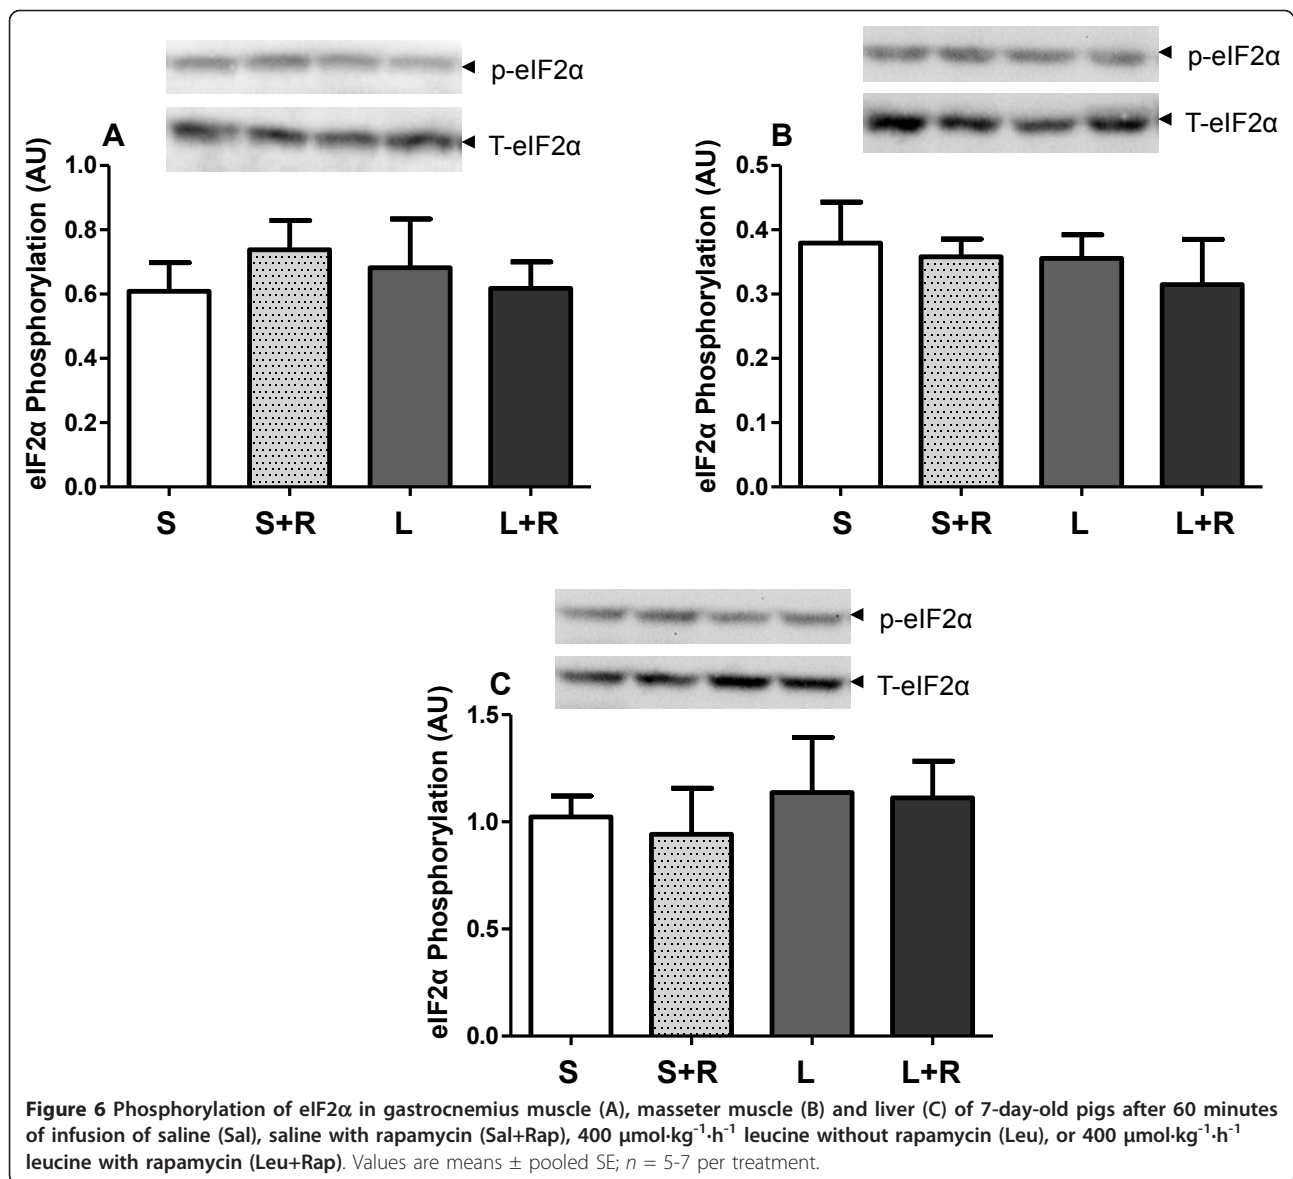 p-eIF2α
T-eIF2α
A
eIF2α Phosphorylation (AU)
1.0
0.8
0.6
0.4
0.2
0.0
S S+R L L+R
p-eIF2α
T-eIF2α
B
eIF2α Phosphorylation (AU)
0.5
0.4
0.3
0.2
0.1
0.0
S S+R L L+R
p-eIF2α
T-eIF2α
C
eIF2α Phosphorylation (AU)
1.5
1.0
0.5
0.0
S S+R L L+R
Figure 6 Phosphorylation of eIF2α in gastrocnemius muscle (A), masseter muscle (B) and liver (C) of 7-day-old pigs after 60 minutes
of infusion of saline (Sal), saline with rapamycin (Sal+Rap), 400 μmol·kg⁻¹·h⁻¹ leucine without rapamycin (Leu), or 400 μmol·kg⁻¹·h⁻¹
leucine with rapamycin (Leu+Rap). Values are means ± pooled SE; n = 5-7 per treatment.